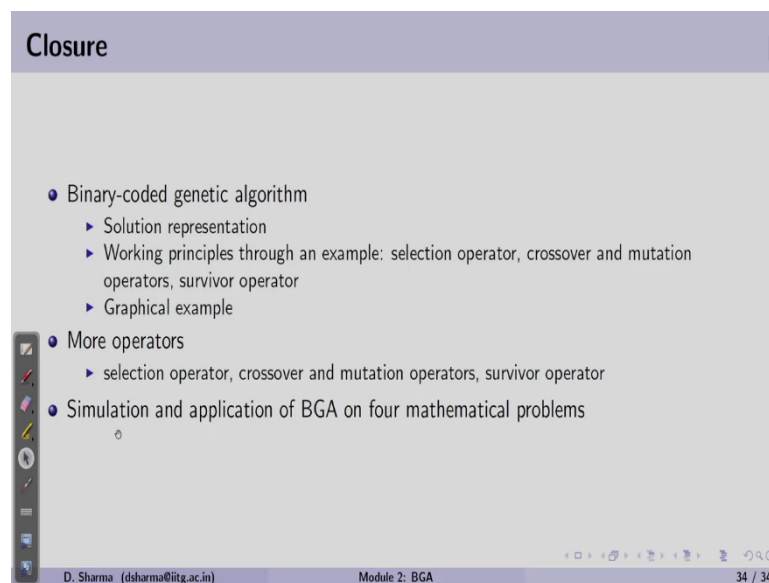 Closure
Binary-coded genetic algorithm
Solution representation
Working principles through an example: selection operator, crossover and mutation
operators, survivor operator
Graphical example
More operators
selection operator, crossover and mutation operators, survivor operator
Simulation and application of BGA on four mathematical problems
D. Sharma (dsharma@iitg.ac.in) Module 2: BGA 34 / 34